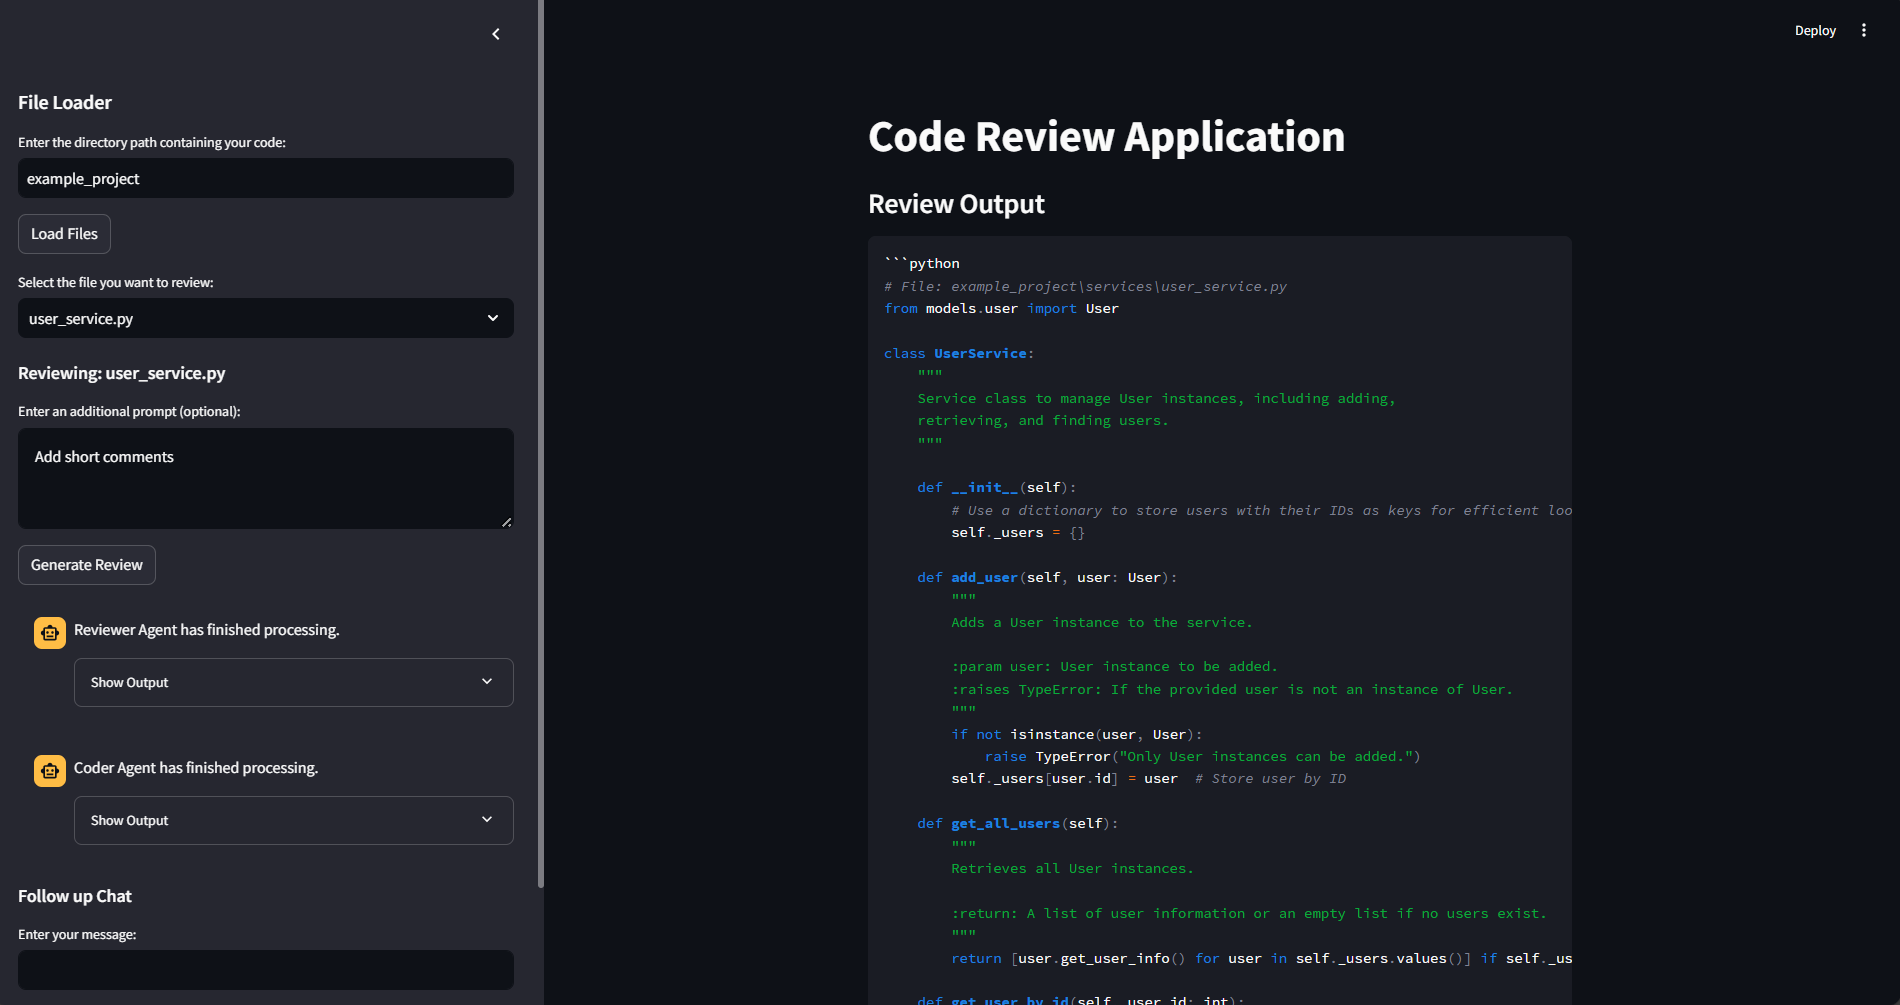 File Loader
Enter the directory path containing your code:
example_project
Load Files
Select the file you want to review:
user_service.py
Reviewing: user_service.py
Enter an additional prompt (optional):
Add short comments
Generate Review
Reviewer Agent has finished processing.
Show Output
Coder Agent has finished processing.
Show Output
Follow up Chat
Enter your message:
Deploy
Code Review Application
Review Output
```python
# File: example_project\services\user_service.py
from models.user import User
class UserService:
"""
Service class to manage User instances, including adding,
retrieving, and finding users.
"""
def __init__(self):
# Use a dictionary to store users with their IDs as keys for efficient loo
self._users = {}
def add_user(self, user: User):
"""
Adds a User instance to the service.
:param user: User instance to be added.
:raises TypeError: If the provided user is not an instance of User.
"""
if not isinstance(user, User):
raise TypeError("Only User instances can be added.")
self._users[user.id] = user  # Store user by ID
def get_all_users(self):
"""
Retrieves all User instances.
:return: A list of user information or an empty list if no users exist.
"""
return [user.get_user_info() for user in self._users.values()] if self._us
def get_user_by_id(self, user_id: int):